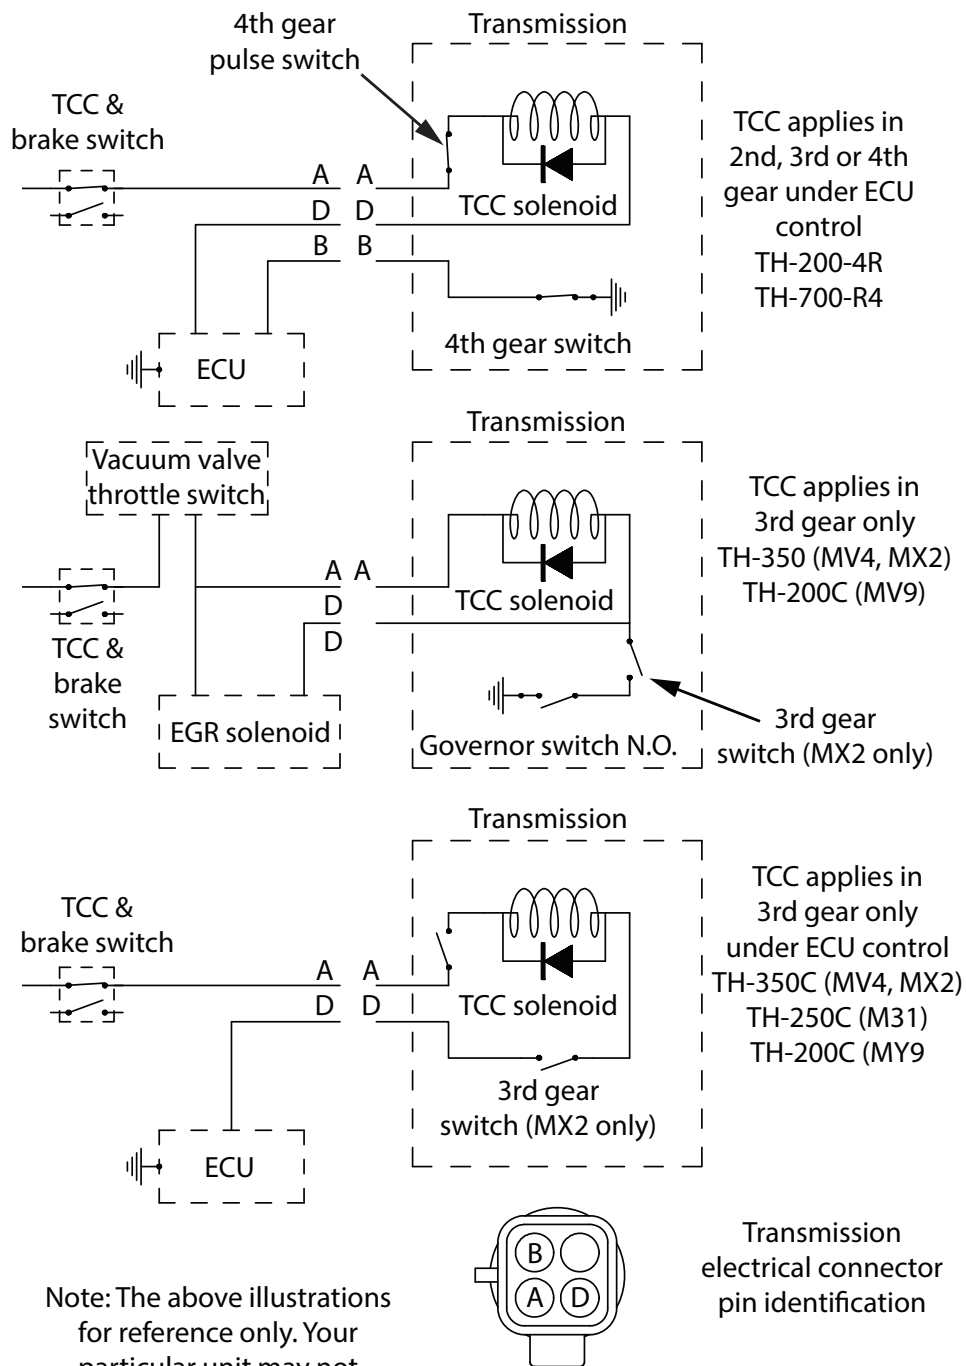 4th gear
pulse switch
Transmission
TCC &
brake switch
A A
D D
B B
TCC solenoid
4th gear switch
ECU
TCC applies in
2nd, 3rd or 4th
gear under ECU
control
TH-200-4R
TH-700-R4
Transmission
Vacuum valve
throttle switch
TCC &
brake
switch
A A
D
D
TCC solenoid
EGR solenoid
Governor switch N.O.
3rd gear
switch (MX2 only)
TCC applies in
3rd gear only
TH-350 (MV4, MX2)
TH-200C (MV9)
Transmission
TCC &
brake switch
A A
D D
TCC solenoid
3rd gear
switch (MX2 only)
ECU
TCC applies in
3rd gear only
under ECU control
TH-350C (MV4, MX2)
TH-250C (M31)
TH-200C (MY9
B
A D
Transmission
electrical connector
pin identification
Note: The above illustrations
for reference only. Your
particular unit may not